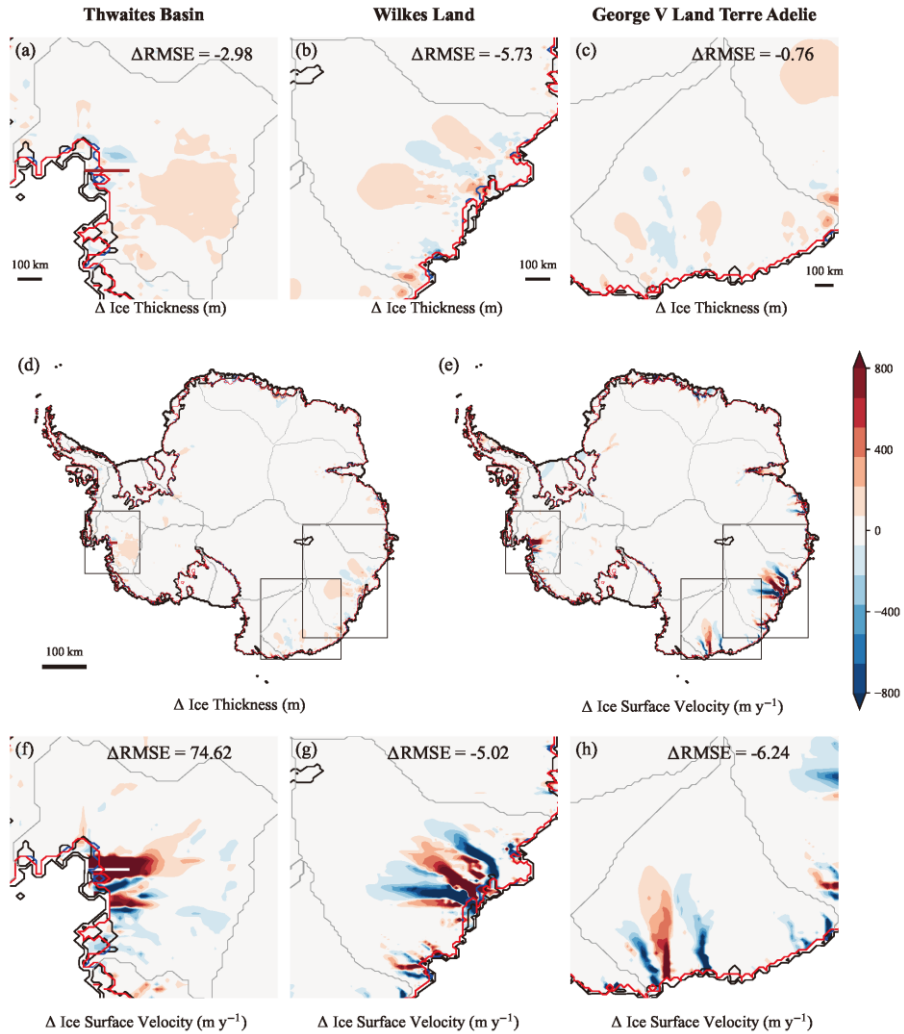 Thwaites Basin
Wilkes Land
George V Land Terre Adelie
(a)
ΔRMSE = -2.98
(b)
ΔRMSE = -5.73
(c)
ΔRMSE = -0.76
100 km
100 km
100 km
Δ Ice Thickness (m)
Δ Ice Thickness (m)
Δ Ice Thickness (m)
(d)
(e)
800
400
0
−400
−800
100 km
Δ Ice Thickness (m)
Δ Ice Surface Velocity (m y⁻¹)
(f)
ΔRMSE = 74.62
(g)
ΔRMSE = -5.02
(h)
ΔRMSE = -6.24
Δ Ice Surface Velocity (m y⁻¹)
Δ Ice Surface Velocity (m y⁻¹)
Δ Ice Surface Velocity (m y⁻¹)